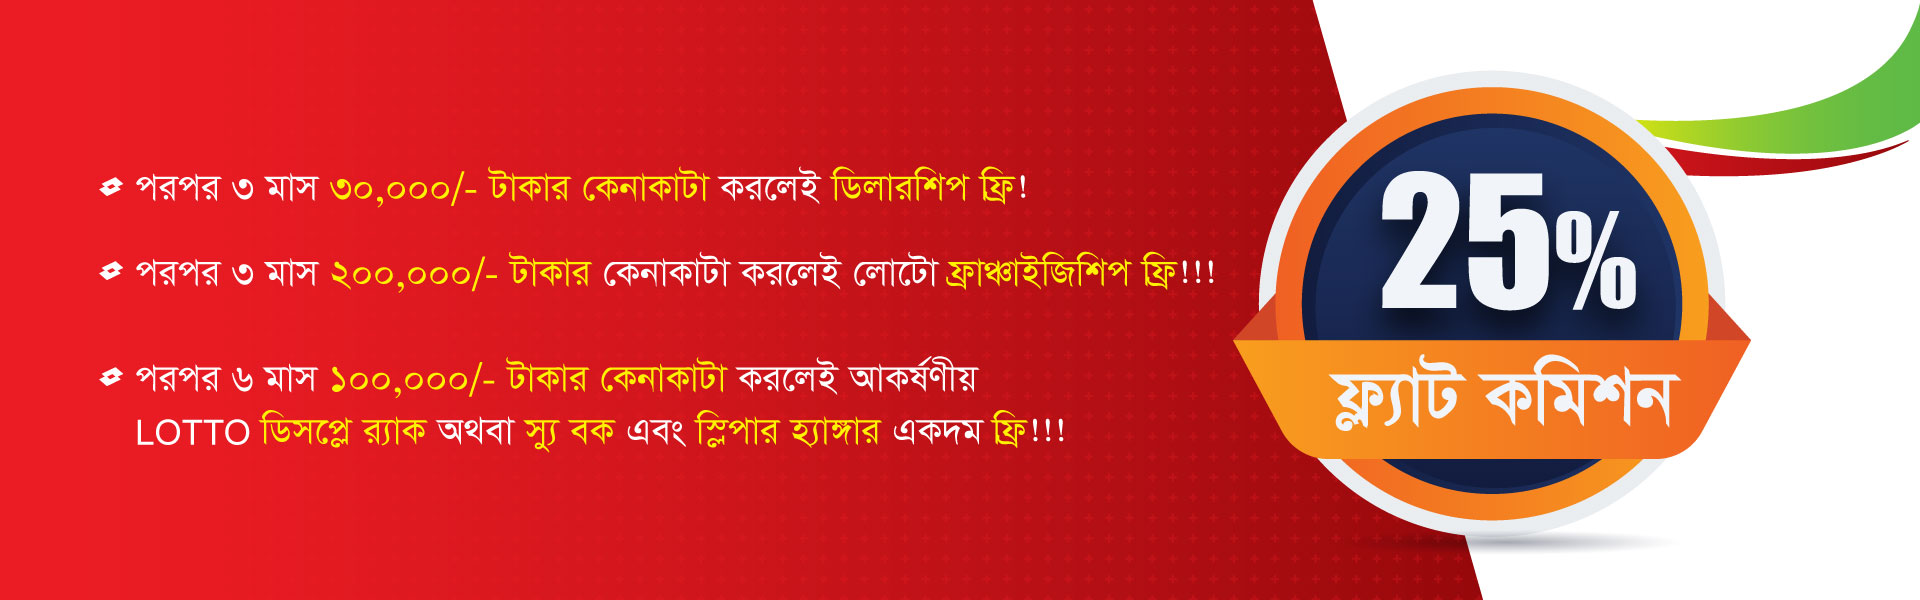 পরপর ৩ মাস ৩০,০০০/- টাকার কেনাকাটা করলেই ডিলারশিপ ফ্রি!
পরপর ৩ মাস ২০০,০০০/- টাকার কেনাকাটা করলেই লোটো ফ্রাঞ্চাইজিশিপ ফ্রি!!!
পরপর ৬ মাস ১০০,০০০/- টাকার কেনাকাটা করলেই আকর্ষণীয়
LOTTO ডিসপ্লে র‍্যাক অথবা স্যু বক এবং স্লিপার হ্যাঙ্গার একদম ফ্রি!!!
25%
ফ্ল্যাট কমিশন